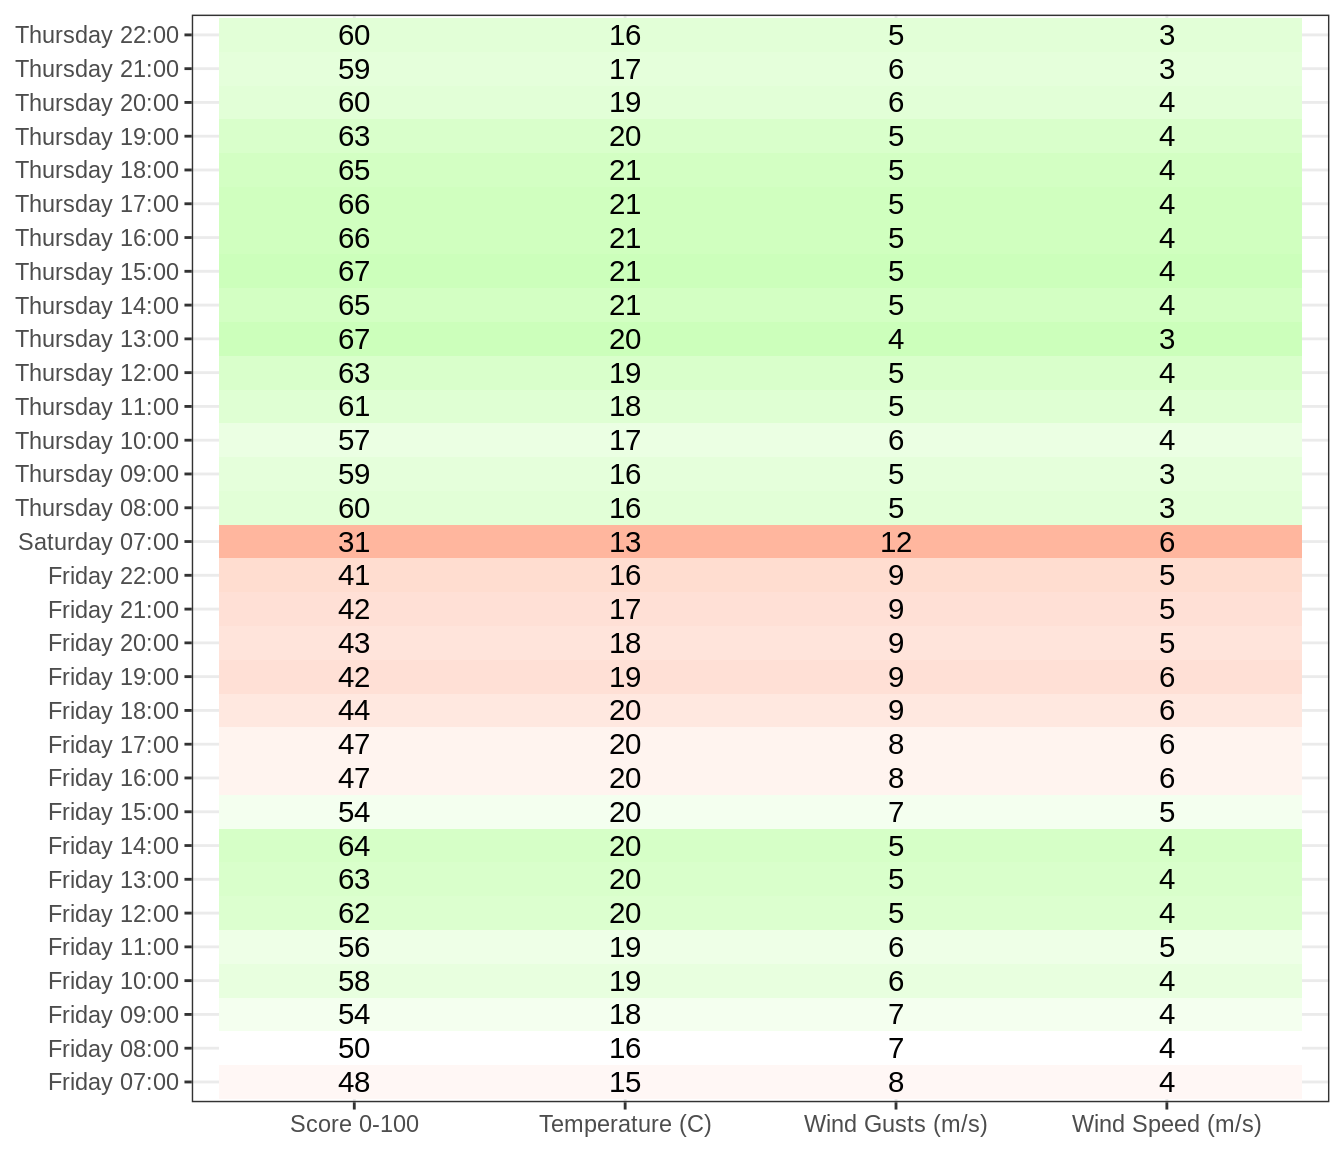 Thursday 22:00 60 16 5 3
Thursday 21:00 59 17 6 3
Thursday 20:00 60 19 6 4
Thursday 19:00 63 20 5 4
Thursday 18:00 65 21 5 4
Thursday 17:00 66 21 5 4
Thursday 16:00 66 21 5 4
Thursday 15:00 67 21 5 4
Thursday 14:00 65 21 5 4
Thursday 13:00 67 20 4 3
Thursday 12:00 63 19 5 4
Thursday 11:00 61 18 5 4
Thursday 10:00 57 17 6 4
Thursday 09:00 59 16 5 3
Thursday 08:00 60 16 5 3
Saturday 07:00 31 13 12 6
Friday 22:00 41 16 9 5
Friday 21:00 42 17 9 5
Friday 20:00 43 18 9 5
Friday 19:00 42 19 9 6
Friday 18:00 44 20 9 6
Friday 17:00 47 20 8 6
Friday 16:00 47 20 8 6
Friday 15:00 54 20 7 5
Friday 14:00 64 20 5 4
Friday 13:00 63 20 5 4
Friday 12:00 62 20 5 4
Friday 11:00 56 19 6 5
Friday 10:00 58 19 6 4
Friday 09:00 54 18 7 4
Friday 08:00 50 16 7 4
Friday 07:00 48 15 8 4
Score 0-100 Temperature (C) Wind Gusts (m/s) Wind Speed (m/s)